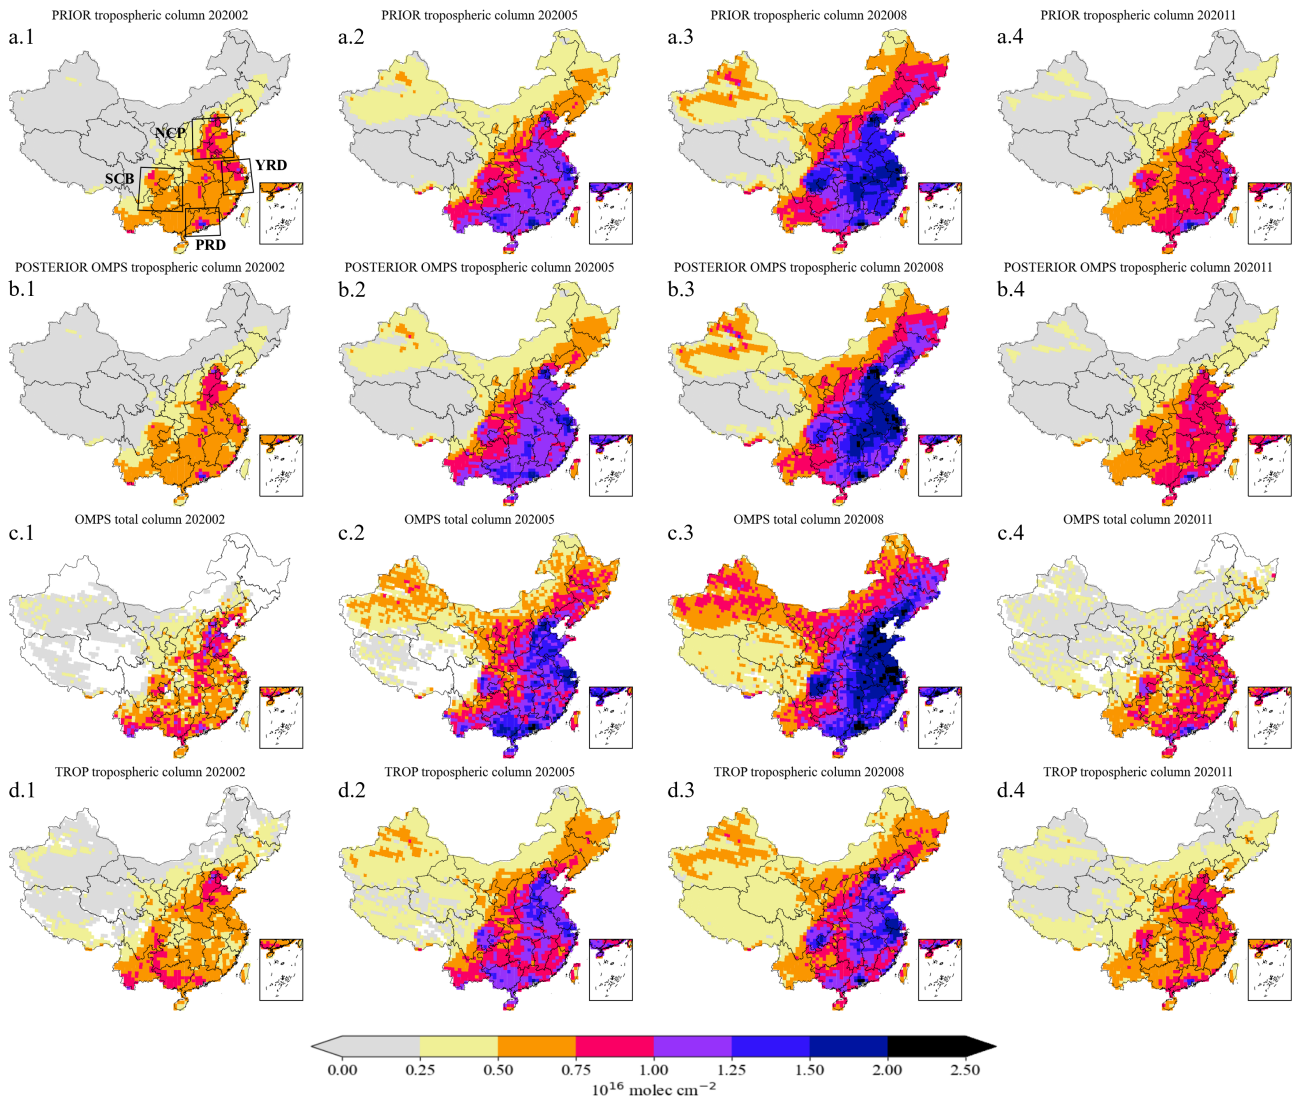 PRIOR tropospheric column 202002
PRIOR tropospheric column 202005
PRIOR tropospheric column 202008
PRIOR tropospheric column 202011
a.1
a.2
a.3
a.4
NCP
YRD
SCB
PRD
POSTERIOR OMPS tropospheric column 202002
POSTERIOR OMPS tropospheric column 202005
POSTERIOR OMPS tropospheric column 202008
POSTERIOR OMPS tropospheric column 202011
b.1
b.2
b.3
b.4
OMPS total column 202002
OMPS total column 202005
OMPS total column 202008
OMPS total column 202011
c.1
c.2
c.3
c.4
TROP tropospheric column 202002
TROP tropospheric column 202005
TROP tropospheric column 202008
TROP tropospheric column 202011
d.1
d.2
d.3
d.4
0.00 0.25 0.50 0.75 1.00 1.25 1.50 2.00 2.50
10¹⁶ molec cm⁻²